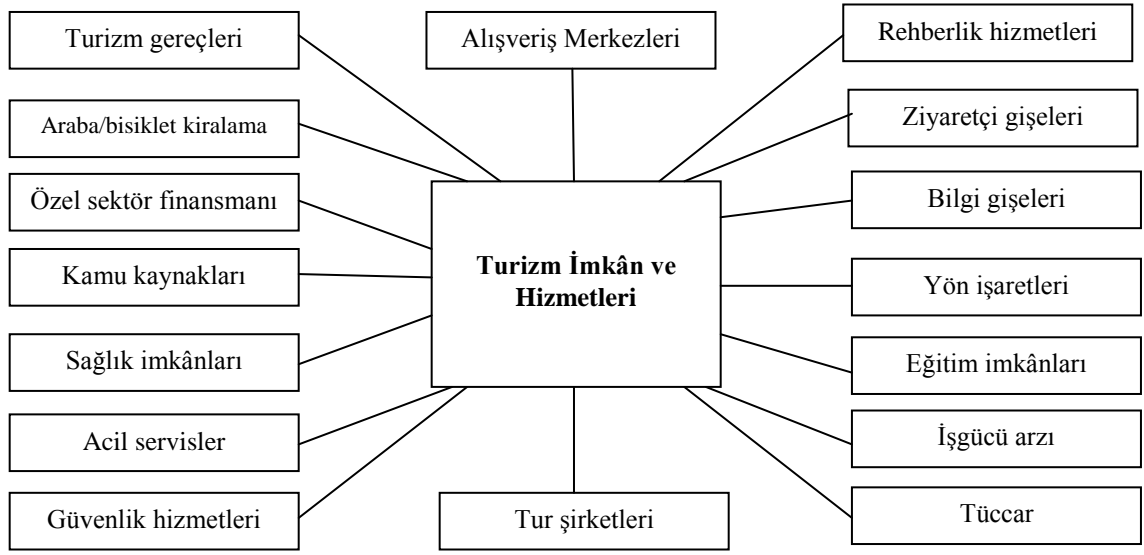 Turizm gereçleri
Alışveriş Merkezleri
Rehberlik hizmetleri
Araba/bisiklet kiralama
Ziyaretçi gişeleri
Özel sektör finansmanı
Bilgi gişeleri
Kamu kaynakları
Turizm İmkân ve
Hizmetleri
Yön işaretleri
Sağlık imkânları
Eğitim imkânları
Acil servisler
İşgücü arzı
Güvenlik hizmetleri
Tur şirketleri
Tüccar